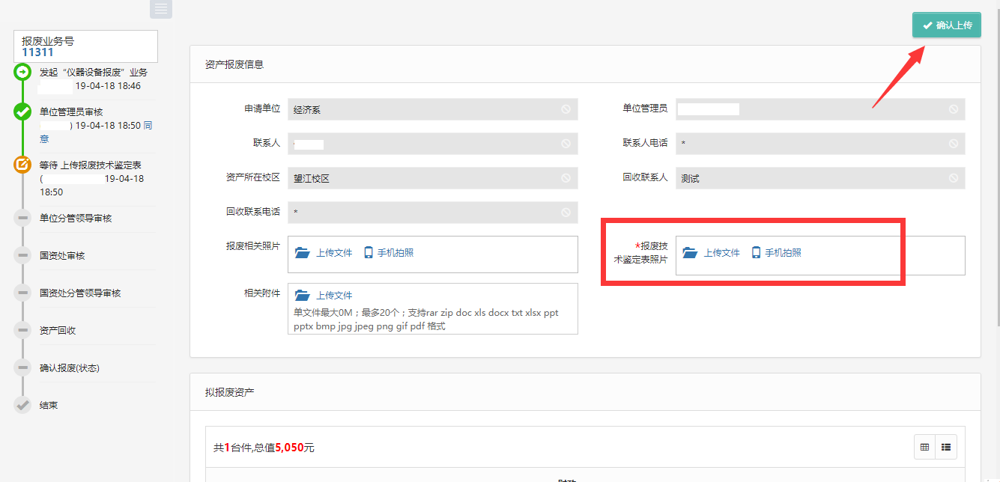 确认上传
报废业务号
11311
发起“仪器设备报废”业务
19-04-18 18:46
单位管理员审核
) 19-04-18 18:50 同
意
等待 上传报废技术鉴定表
( 19-04-18
18:50
单位分管领导审核
国资处审核
国资处分管领导审核
资产回收
确认报废(状态)
结束
资产报废信息
申请单位 经济系
单位管理员
联系人
联系人电话 *
资产所在校区 望江校区
回收联系人 测试
回收联系电话 *
报废相关照片 上传文件 手机拍照
*报废技
术鉴定表照片 上传文件 手机拍照
相关附件 上传文件
单文件最大0M；最多20个；支持rar zip doc xls docx txt xlsx ppt
pptx bmp jpg jpeg png gif pdf 格式
拟报废资产
共1台件,总值5,050元